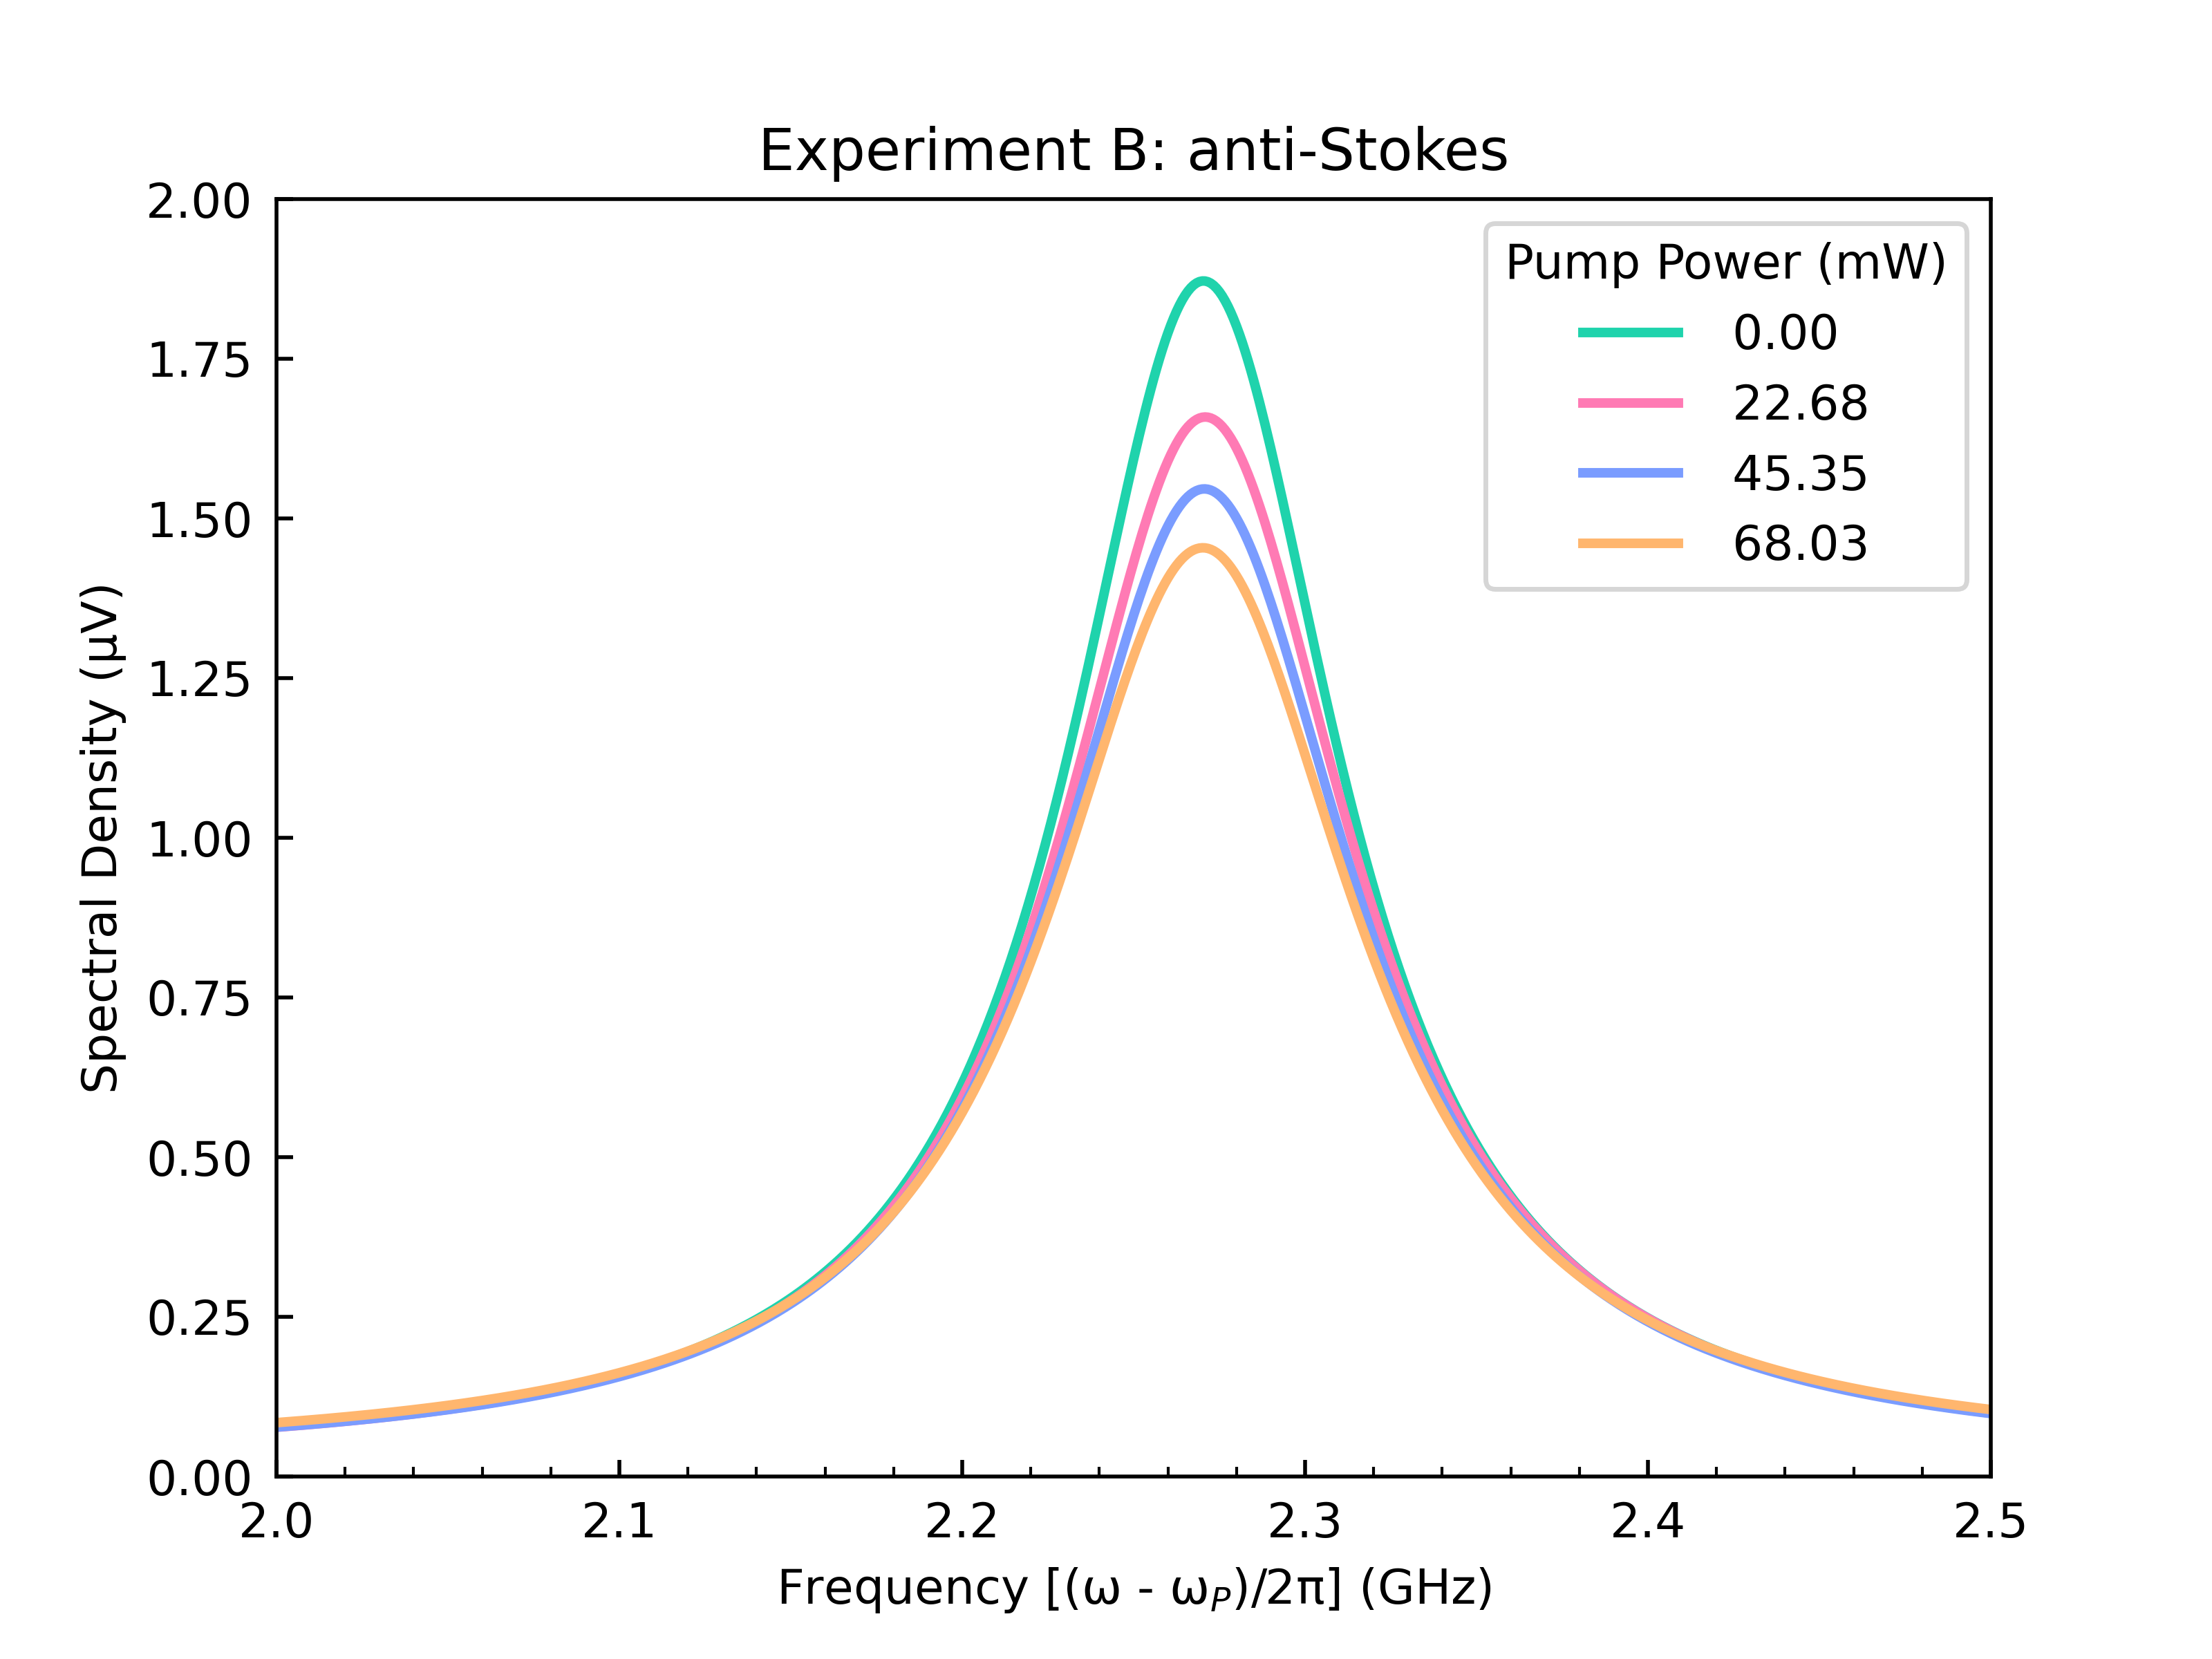 Experiment B: anti-Stokes
2.00
1.75
1.50
1.25
1.00
0.75
0.50
0.25
0.00
Spectral Density (µV)
Pump Power (mW)
0.00
22.68
45.35
68.03
2.0 2.1 2.2 2.3 2.4 2.5
Frequency [(ω - ω_P)/2π] (GHz)